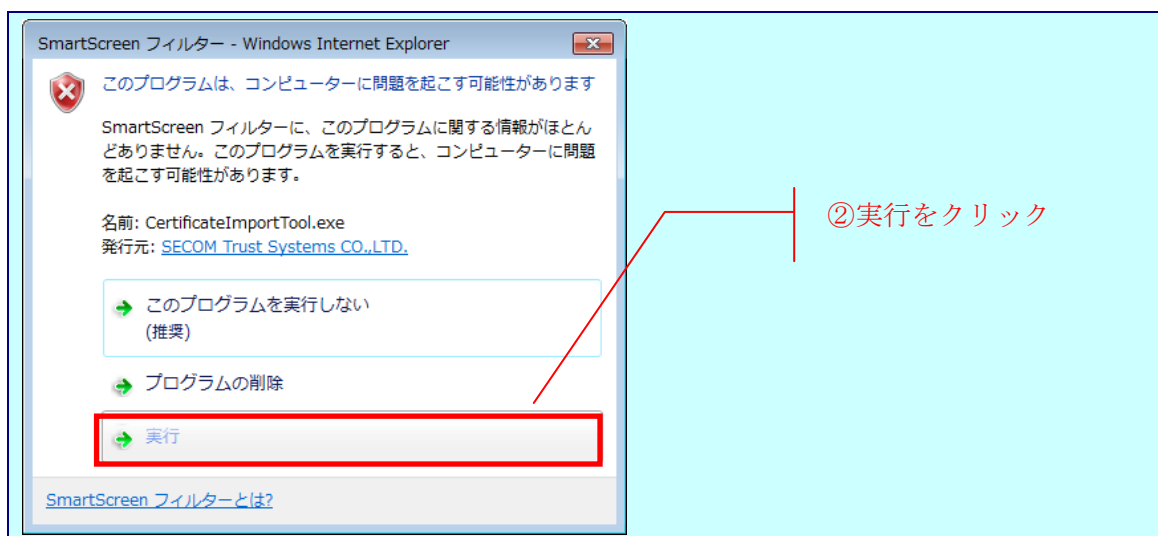 SmartScreen フィルター - Windows Internet Explorer
このプログラムは、コンピューターに問題を起こす可能性があります
SmartScreen フィルターに、このプログラムに関する情報がほとん
どありません。このプログラムを実行すると、コンピューターに問題
を起こす可能性があります。
名前: CertificateImportTool.exe
発行元: SECOM Trust Systems CO.,LTD.
このプログラムを実行しない
(推奨)
プログラムの削除
実行
SmartScreen フィルターとは?
②実行をクリック